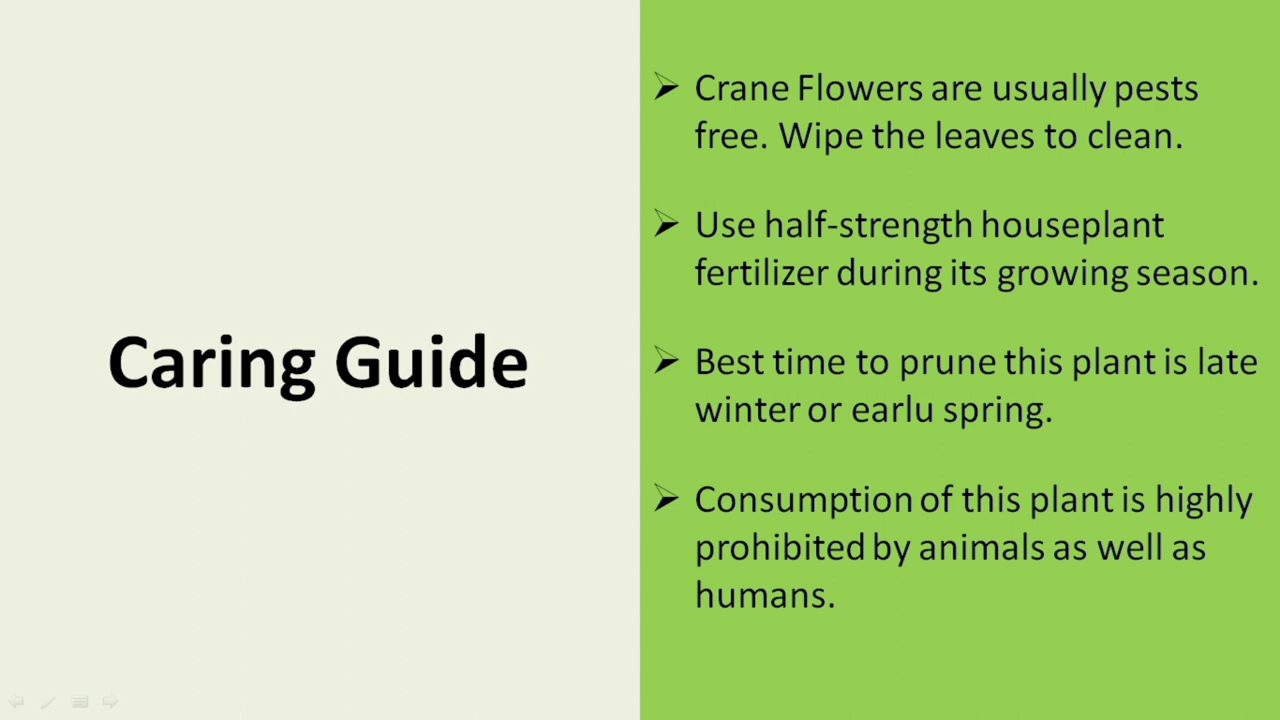 Caring Guide
Crane Flowers are usually pests
free. Wipe the leaves to clean.
Use half-strength houseplant
fertilizer during its growing season.
Best time to prune this plant is late
winter or earlu spring.
Consumption of this plant is highly
prohibited by animals as well as
humans.